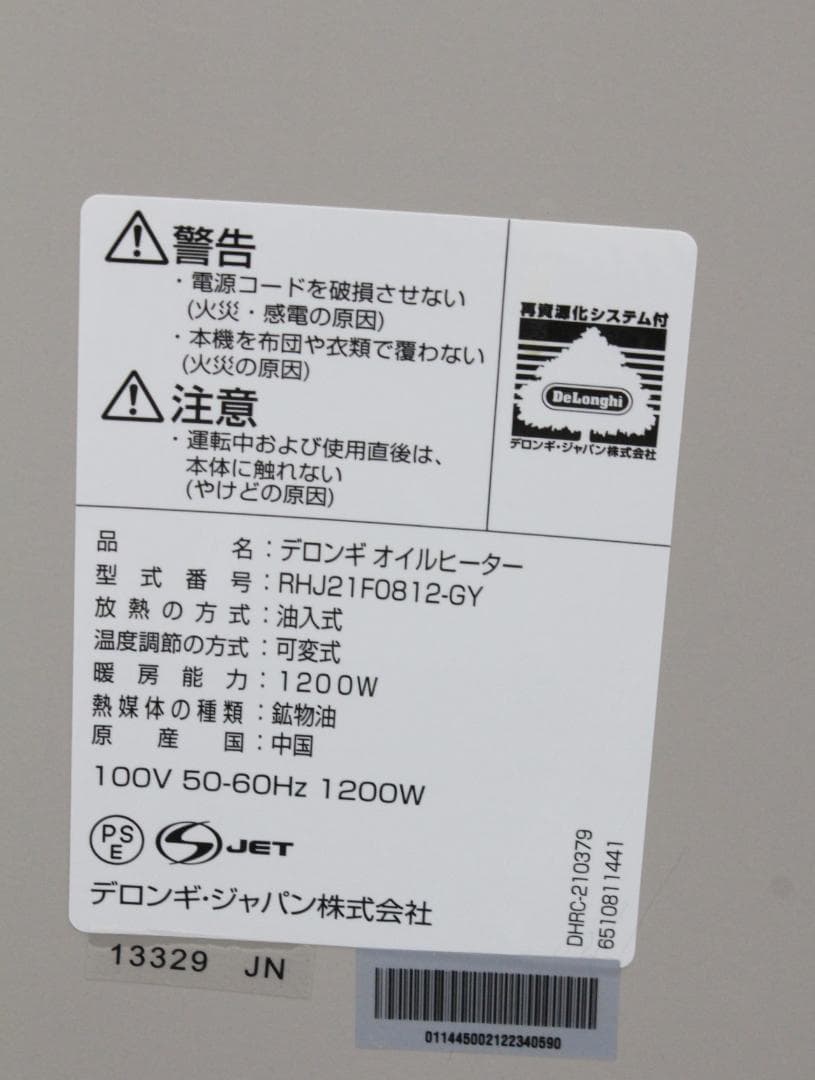 警告
・電源コードを破損させない
(火災・感電の原因)
・本機を布団や衣類で覆わない
(火災の原因)
注意
・運転中および使用直後は、
本体に触れない
(やけどの原因)
再資源化システム付
DeLonghi
デロンギ・ジャパン株式会社
品名:デロンギ オイルヒーター
型式番号:RHJ21F0812-GY
放熱の方式:油入式
温度調節の方式:可変式
暖房能力:1200W
熱媒体の種類:鉱物油
原産国:中国
100V 50-60Hz 1200W
PSE
JET
デロンギ・ジャパン株式会社
DHRC-210379
6510811441
13329 JN
011445002122340590